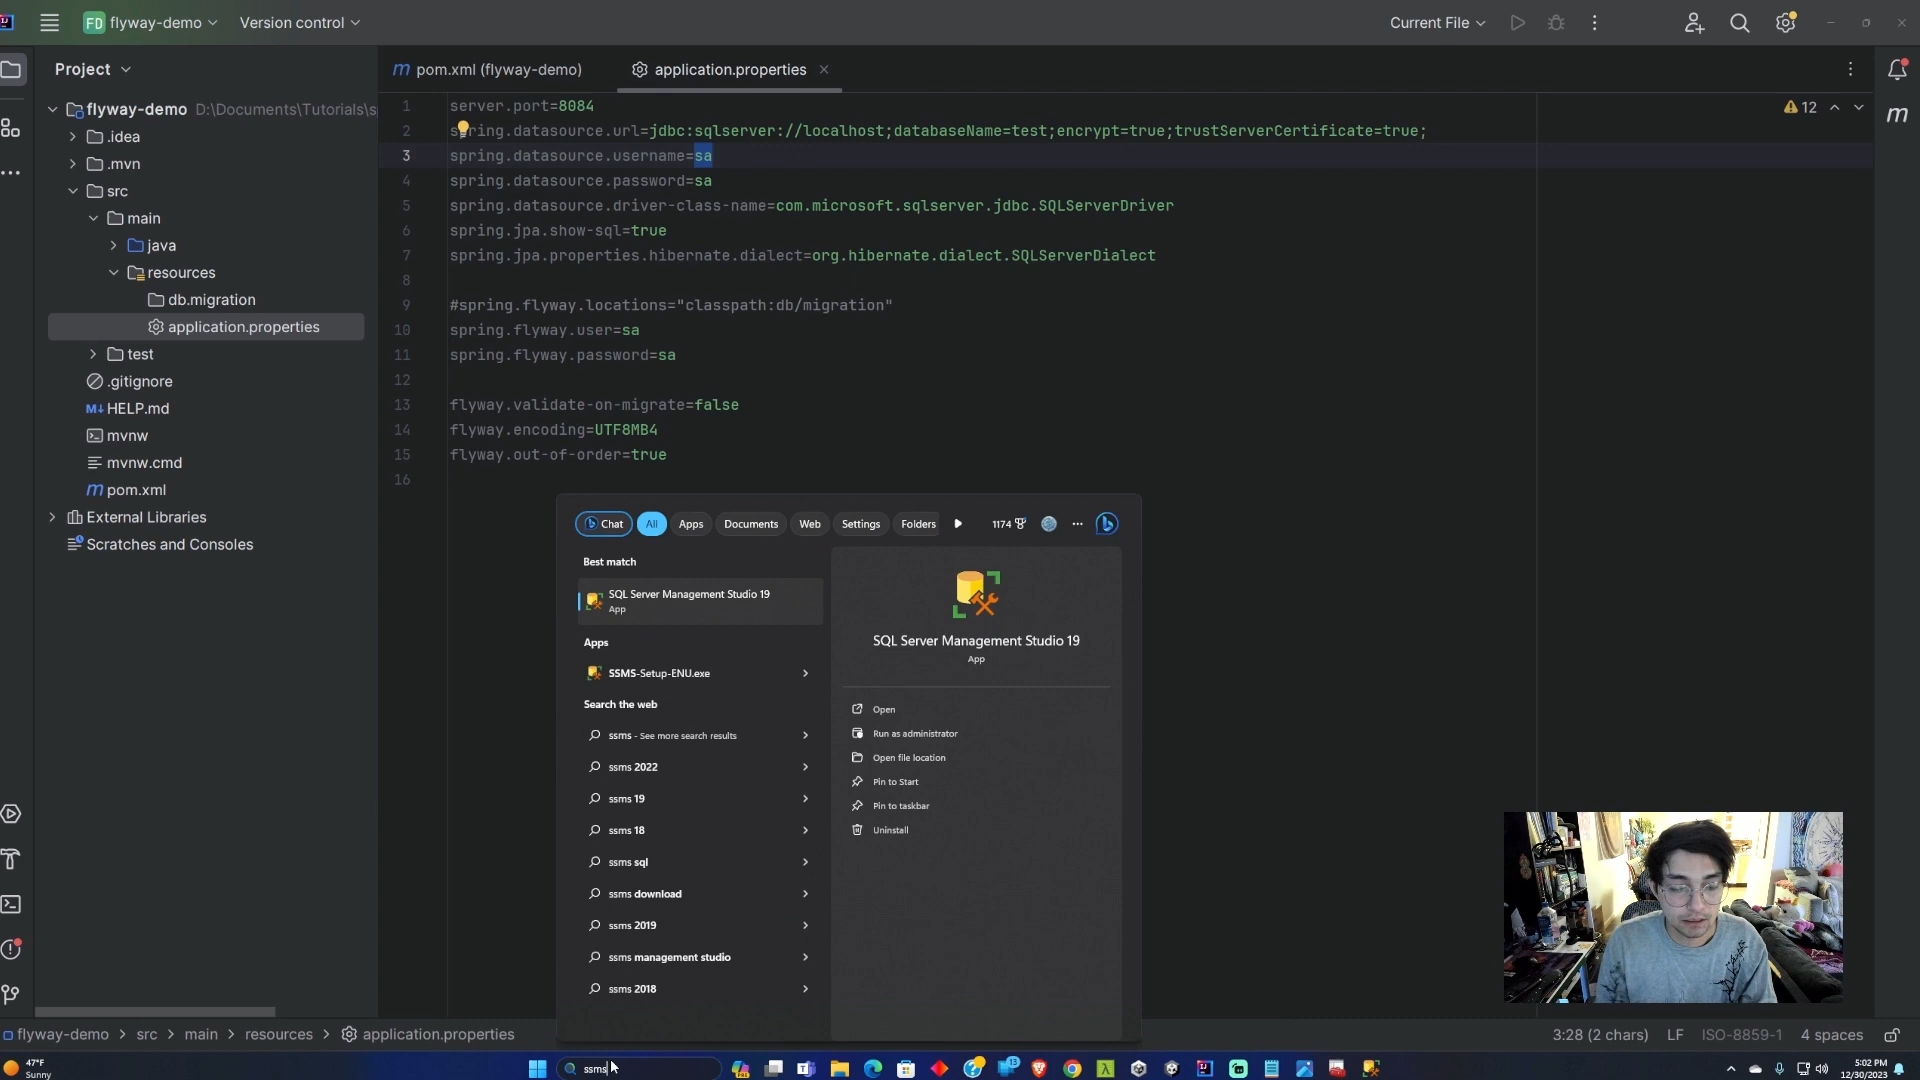 FD flyway-demo Version control Current File
Project
pom.xml (flyway-demo) application.properties
flyway-demo D:\Documents\Tutorials\s
.idea
.mvn
src
main
java
resources
db.migration
application.properties
test
.gitignore
M↓ HELP.md
mvnw
mvnw.cmd
m pom.xml
External Libraries
Scratches and Consoles
12
1 server.port=8084
2 spring.datasource.url=jdbc:sqlserver://localhost;databaseName=test;encrypt=true;trustServerCertificate=true;
3 spring.datasource.username=sa
4 spring.datasource.password=sa
5 spring.datasource.driver-class-name=com.microsoft.sqlserver.jdbc.SQLServerDriver
6 spring.jpa.show-sql=true
7 spring.jpa.properties.hibernate.dialect=org.hibernate.dialect.SQLServerDialect
8
9 #spring.flyway.locations="classpath:db/migration"
10 spring.flyway.user=sa
11 spring.flyway.password=sa
12
13 flyway.validate-on-migrate=false
14 flyway.encoding=UTF8MB4
15 flyway.out-of-order=true
16
Chat All Apps Documents Web Settings Folders 1174
Best match
SQL Server Management Studio 19
App
Apps
SSMS-Setup-ENU.exe
Search the web
ssms - See more search results
ssms 2022
ssms 19
ssms 18
ssms sql
ssms download
ssms 2019
ssms management studio
ssms 2018
SQL Server Management Studio 19
App
Open
Run as administrator
Open file location
Pin to Start
Pin to taskbar
Uninstall
flyway-demo > src > main > resources > application.properties
3:28 (2 chars) LF ISO-8859-1 4 spaces
47°F
Sunny
ssms
13
5:02 PM
12/30/2023